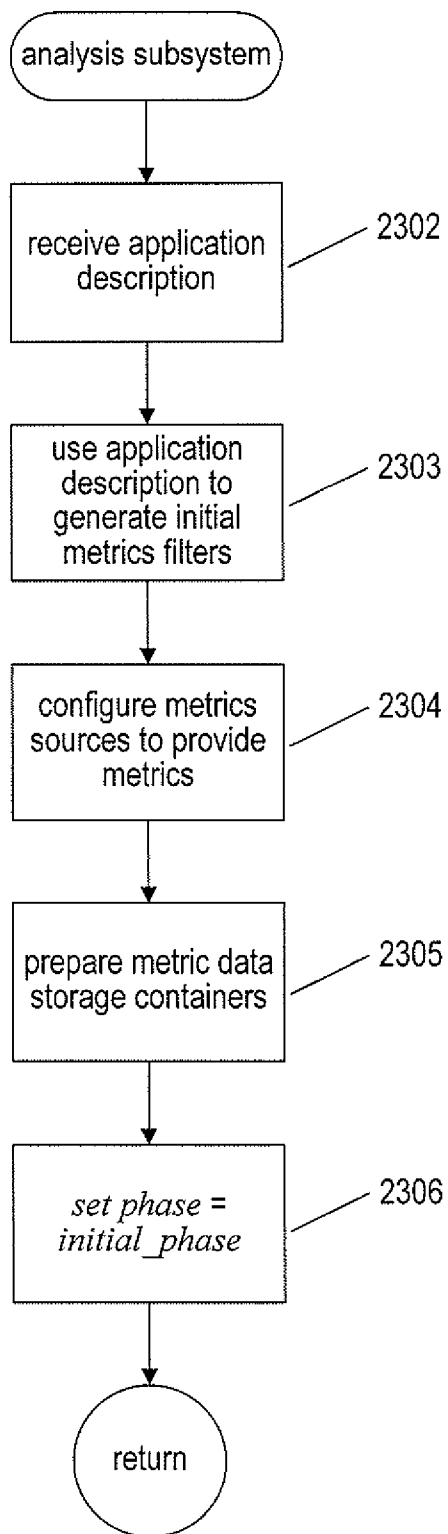 analysis subsystem
receive application
description
2302
use application
description to
generate initial
metrics filters
2303
configure metrics
sources to provide
metrics
2304
prepare metric data
storage containers
2305
set phase =
initial_phase
2306
return